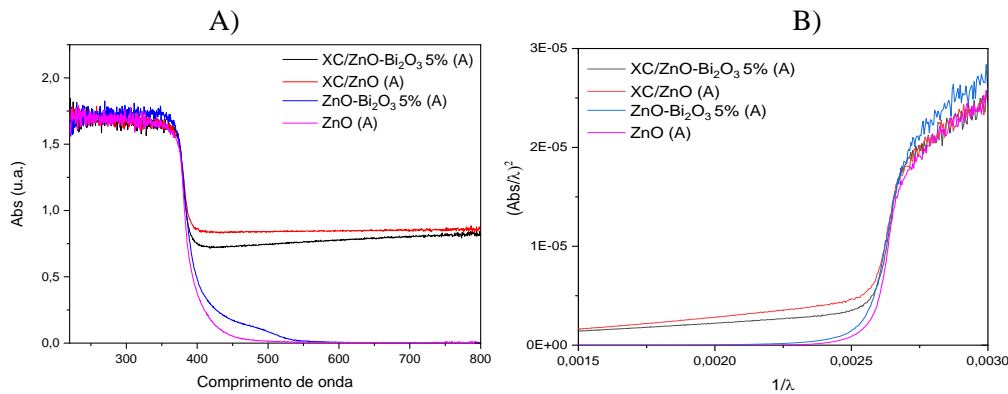 A)
XC/ZnO-Bi₂O₃ 5% (A)
XC/ZnO (A)
ZnO-Bi₂O₃ 5% (A)
ZnO (A)
2,0
1,5
1,0
0,5
0,0
Abs (u.a.)
300 400 500 600 700 800
Comprimento de onda
B)
XC/ZnO-Bi₂O₃ 5% (A)
XC/ZnO (A)
ZnO-Bi₂O₃ 5% (A)
ZnO (A)
3E-05
2E-05
1E-05
0E+00
(Abs/λ)²
0,0015 0,0020 0,0025 0,0030
1/λ